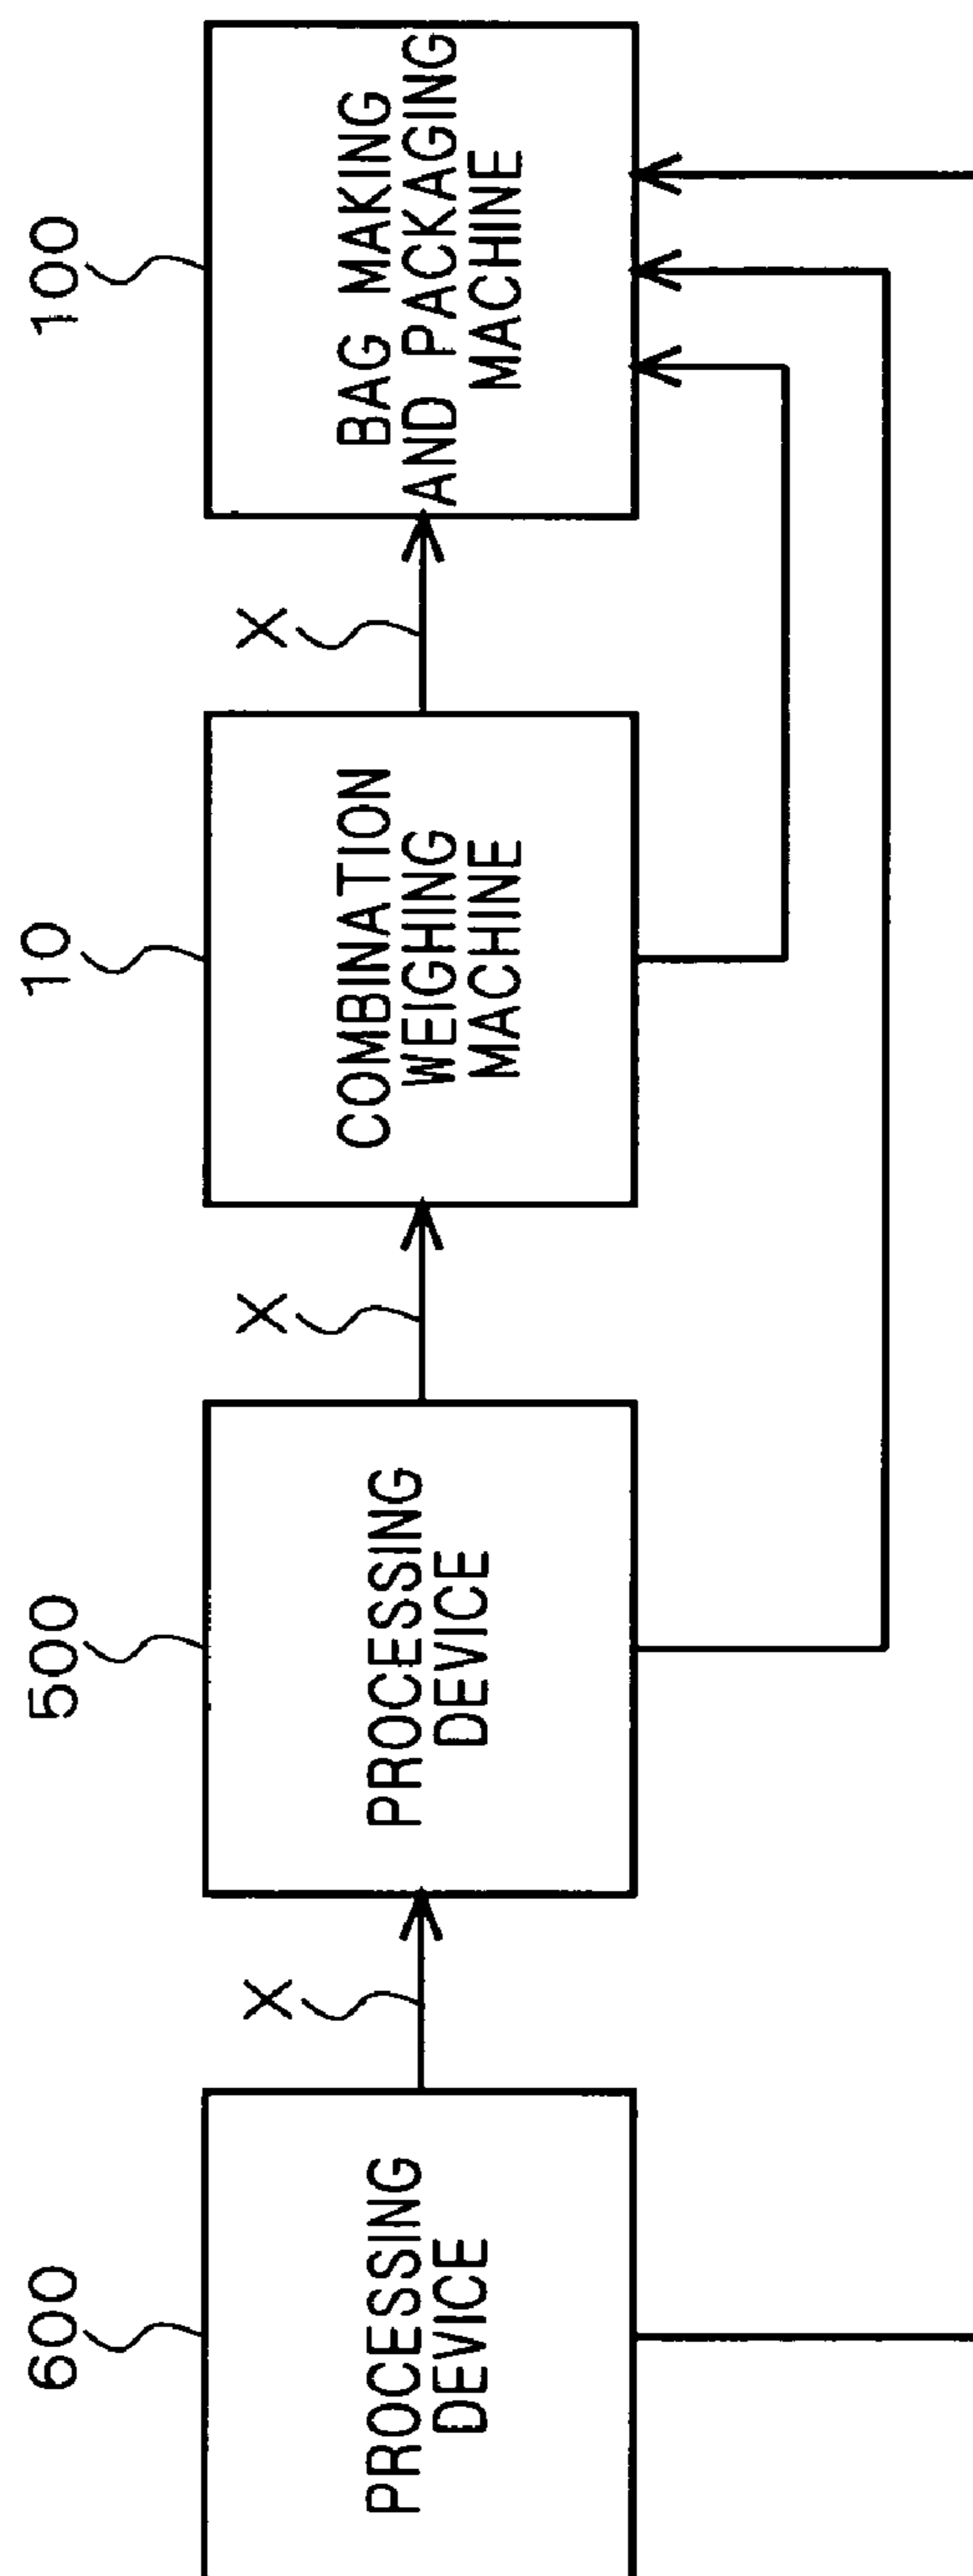 600
PROCESSING
DEVICE
X
500
PROCESSING
DEVICE
X
10
COMBINATION
WEIGHING
MACHINE
X
100
BAG MAKING
AND PACKAGING
MACHINE